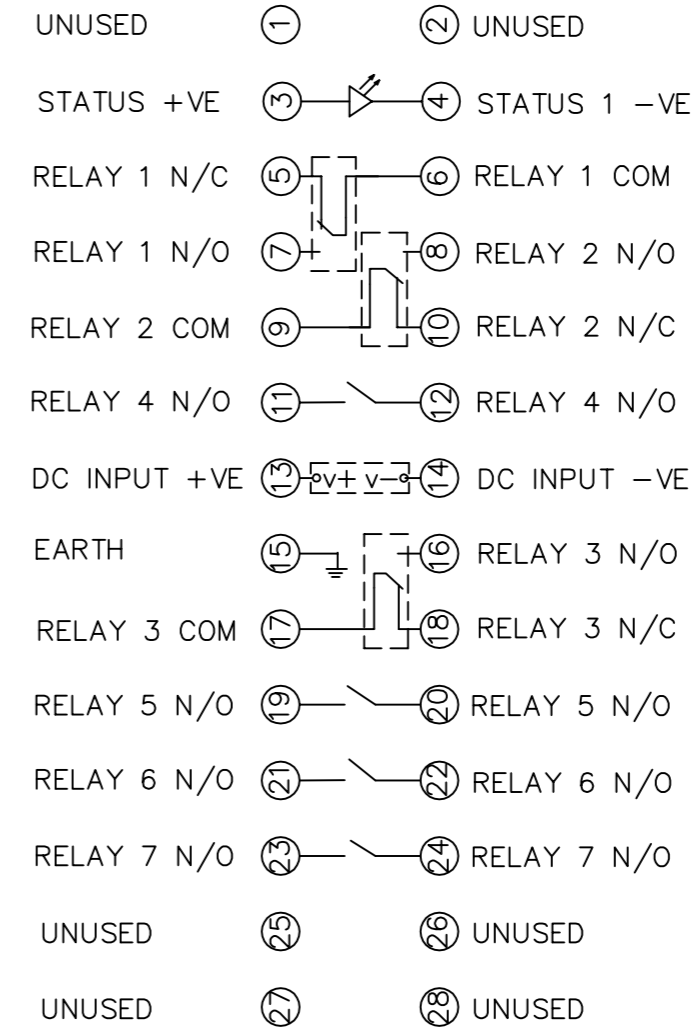 UNUSED 1 2 UNUSED
STATUS +VE 3 4 STATUS 1 −VE
RELAY 1 N/C 5 6 RELAY 1 COM
RELAY 1 N/O 7 8 RELAY 2 N/O
RELAY 2 COM 9 10 RELAY 2 N/C
RELAY 4 N/O 11 12 RELAY 4 N/O
DC INPUT +VE 13 V+ V− 14 DC INPUT −VE
EARTH 15 16 RELAY 3 N/O
RELAY 3 COM 17 18 RELAY 3 N/C
RELAY 5 N/O 19 20 RELAY 5 N/O
RELAY 6 N/O 21 22 RELAY 6 N/O
RELAY 7 N/O 23 24 RELAY 7 N/O
UNUSED 25 26 UNUSED
UNUSED 27 28 UNUSED